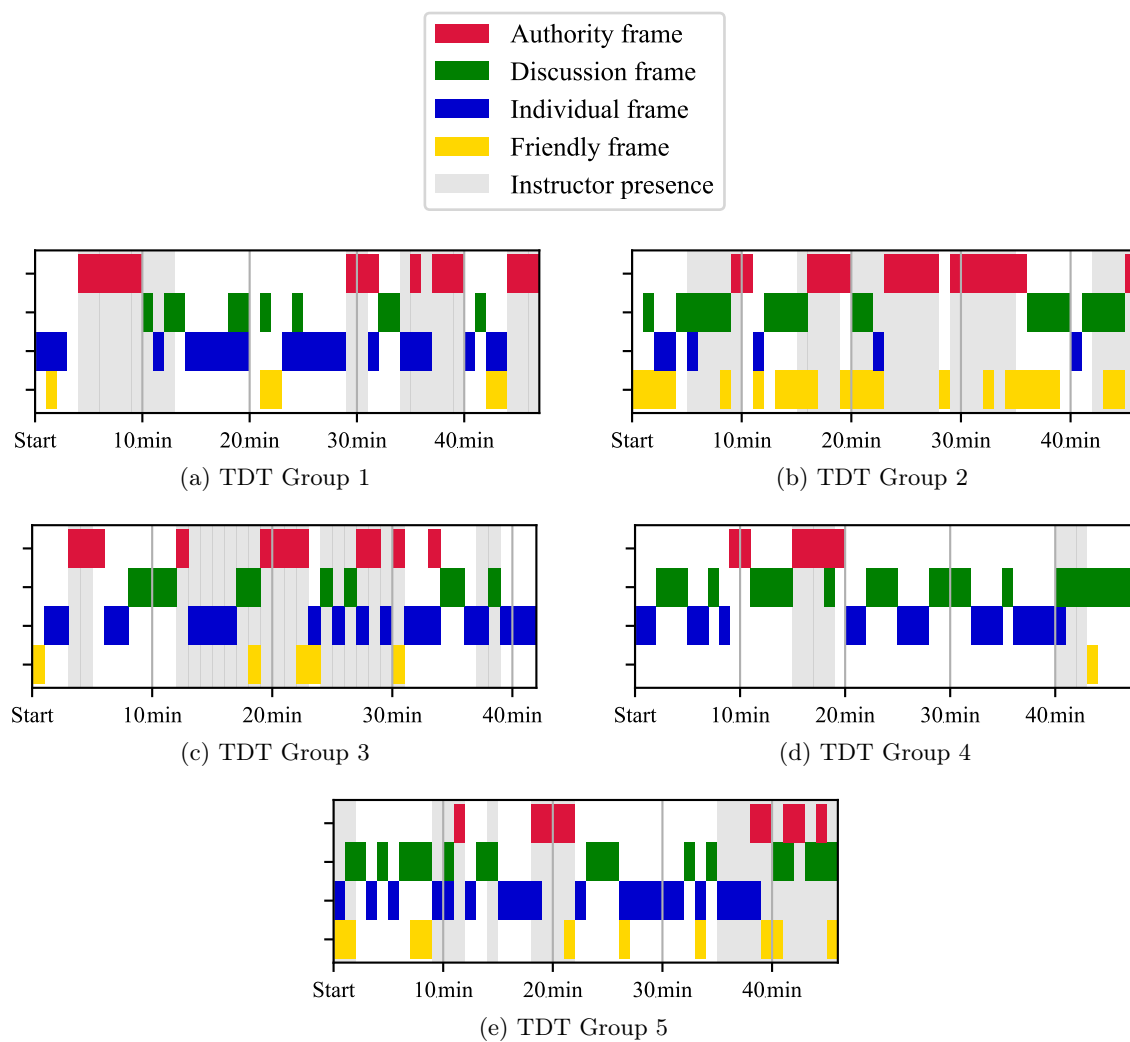 Authority frame
Discussion frame
Individual frame
Friendly frame
Instructor presence
Start 10min 20min 30min 40min
(a) TDT Group 1
Start 10min 20min 30min 40min
(b) TDT Group 2
Start 10min 20min 30min 40min
(c) TDT Group 3
Start 10min 20min 30min 40min
(d) TDT Group 4
Start 10min 20min 30min 40min
(e) TDT Group 5